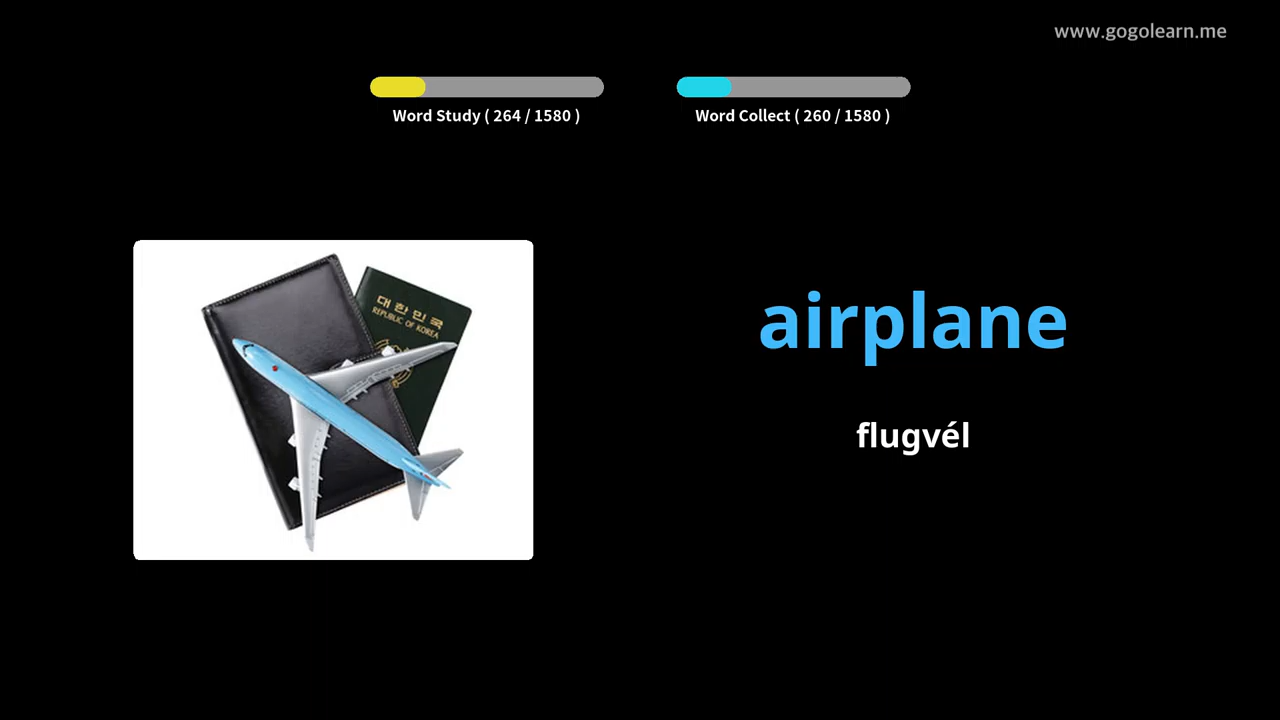 www.gogolearn.me
Word Study ( 264 / 1580 )
Word Collect ( 260 / 1580 )
대한민국
REPUBLIC OF KOREA
airplane
flugvél